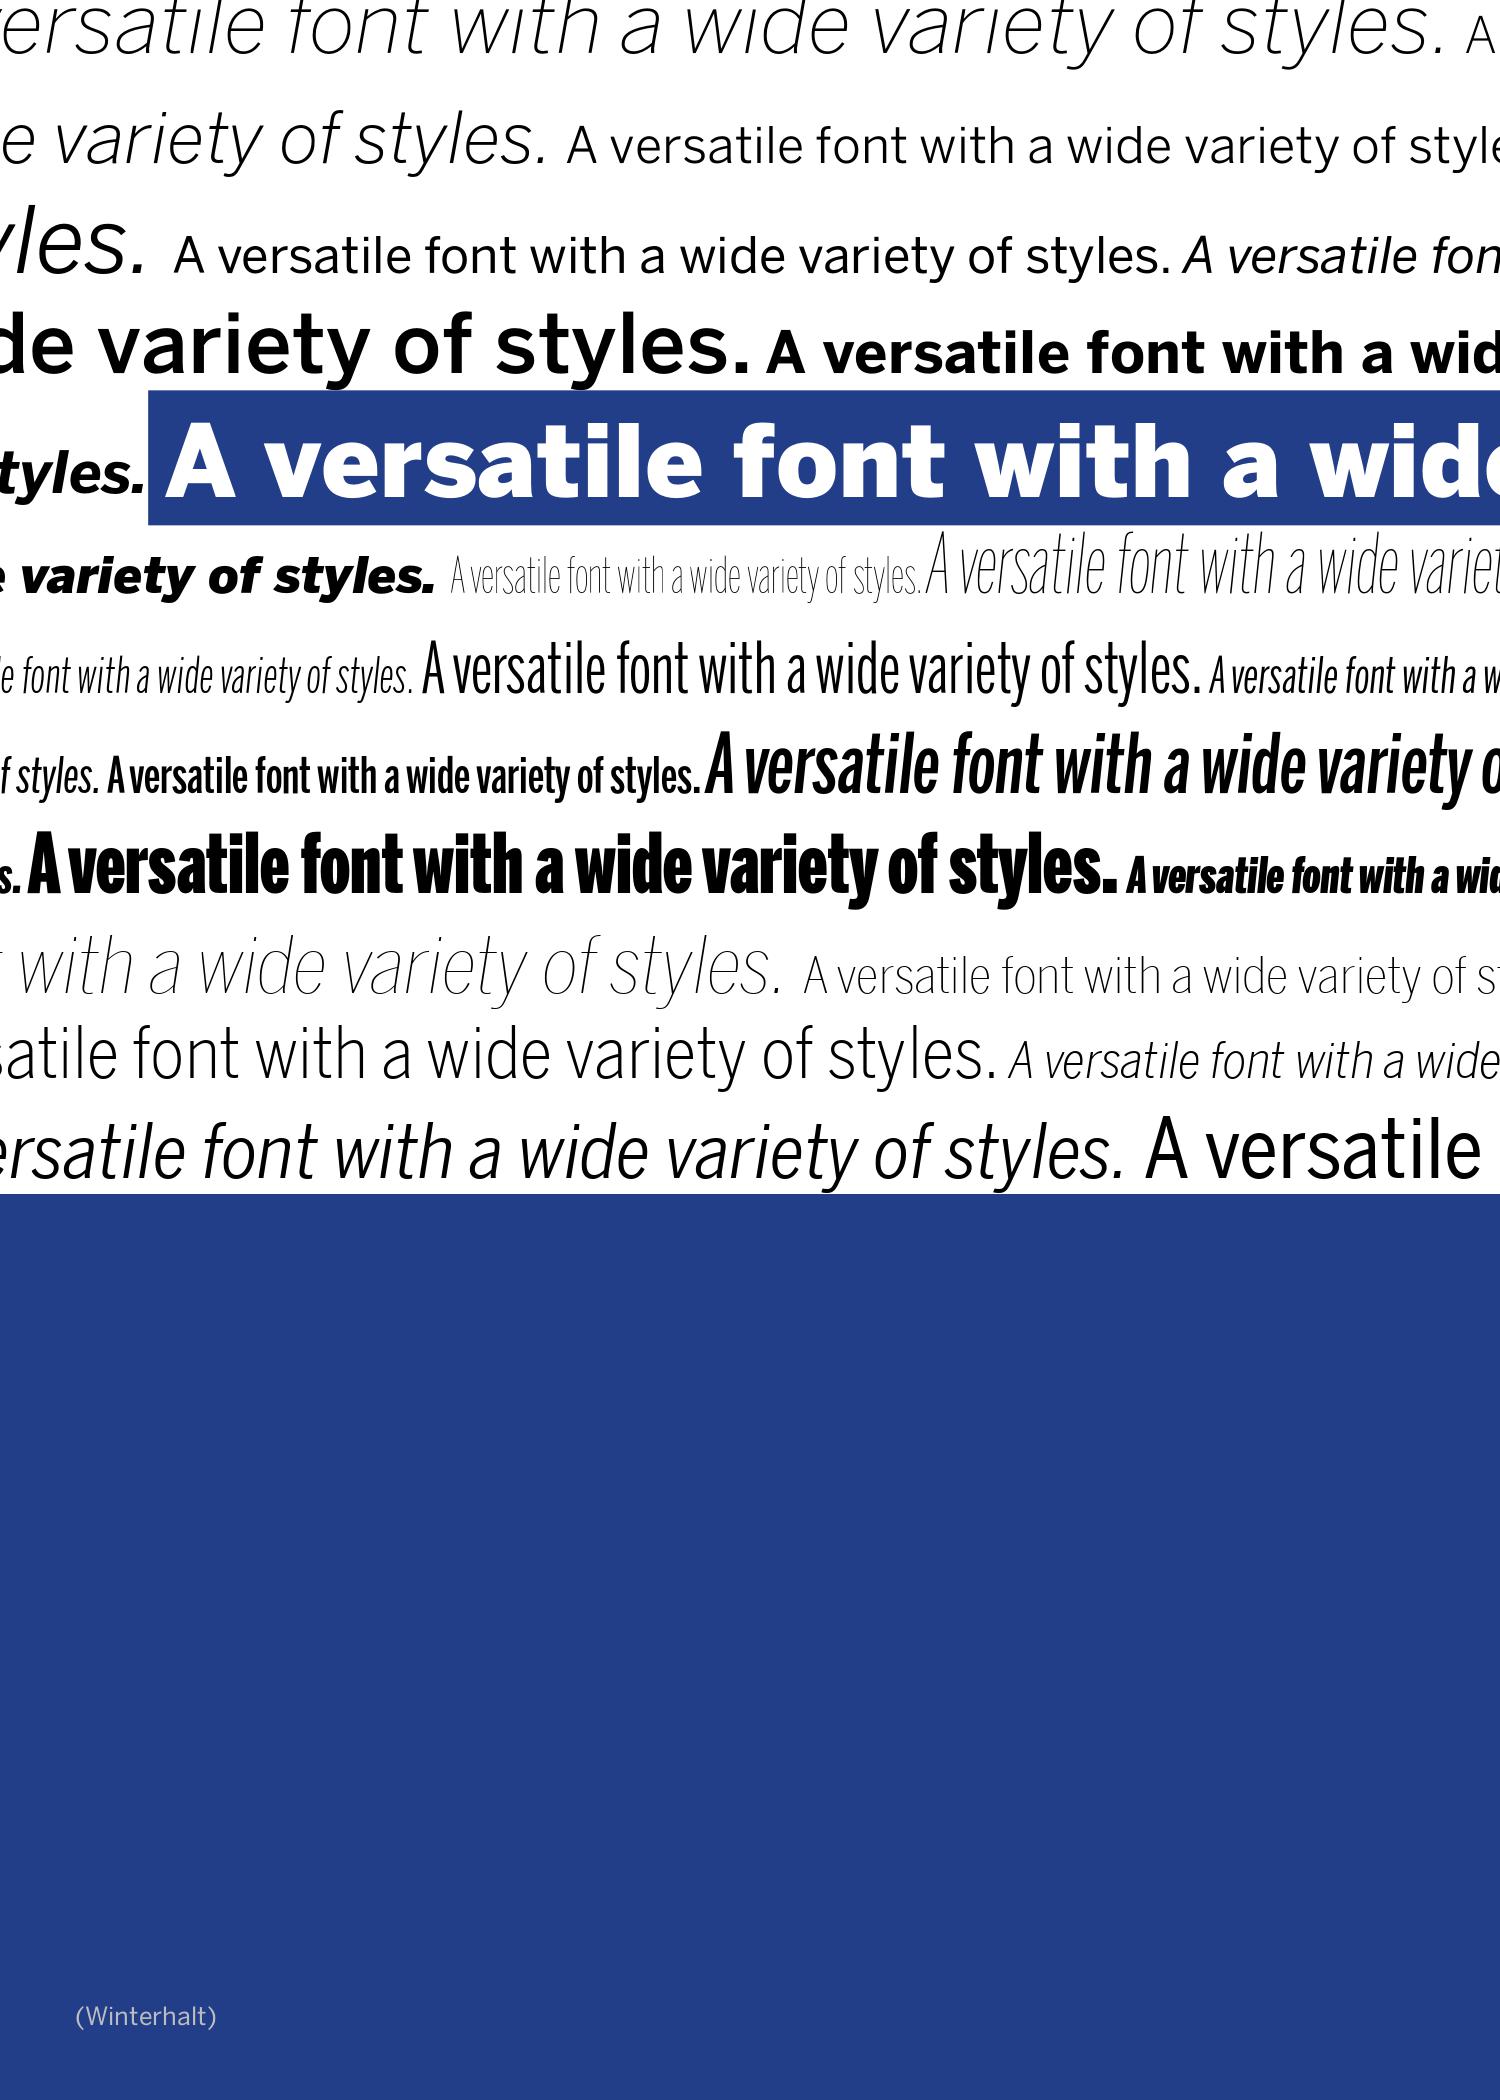 versatile font with a wide variety of styles. A
e variety of styles. A versatile font with a wide variety of style
yles. A versatile font with a wide variety of styles. A versatile fon
de variety of styles. A versatile font with a wid
tyles. A versatile font with a wide
e variety of styles. A versatile font with a wide variety of styles. A versatile font with a wide variet
le font with a wide variety of styles. A versatile font with a wide variety of styles. A versatile font with a w
f styles. A versatile font with a wide variety of styles. A versatile font with a wide variety o
s. A versatile font with a wide variety of styles. A versatile font with a wid
t with a wide variety of styles. A versatile font with a wide variety of st
satile font with a wide variety of styles. A versatile font with a wide
ersatile font with a wide variety of styles. A versatile
(Winterhalt)